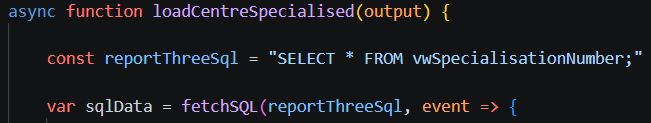 async function loadCentreSpecialised(output) {
const reportThreeSql = "SELECT * FROM vwSpecialisationNumber;"
var sqlData = fetchSQL(reportThreeSql, event => {